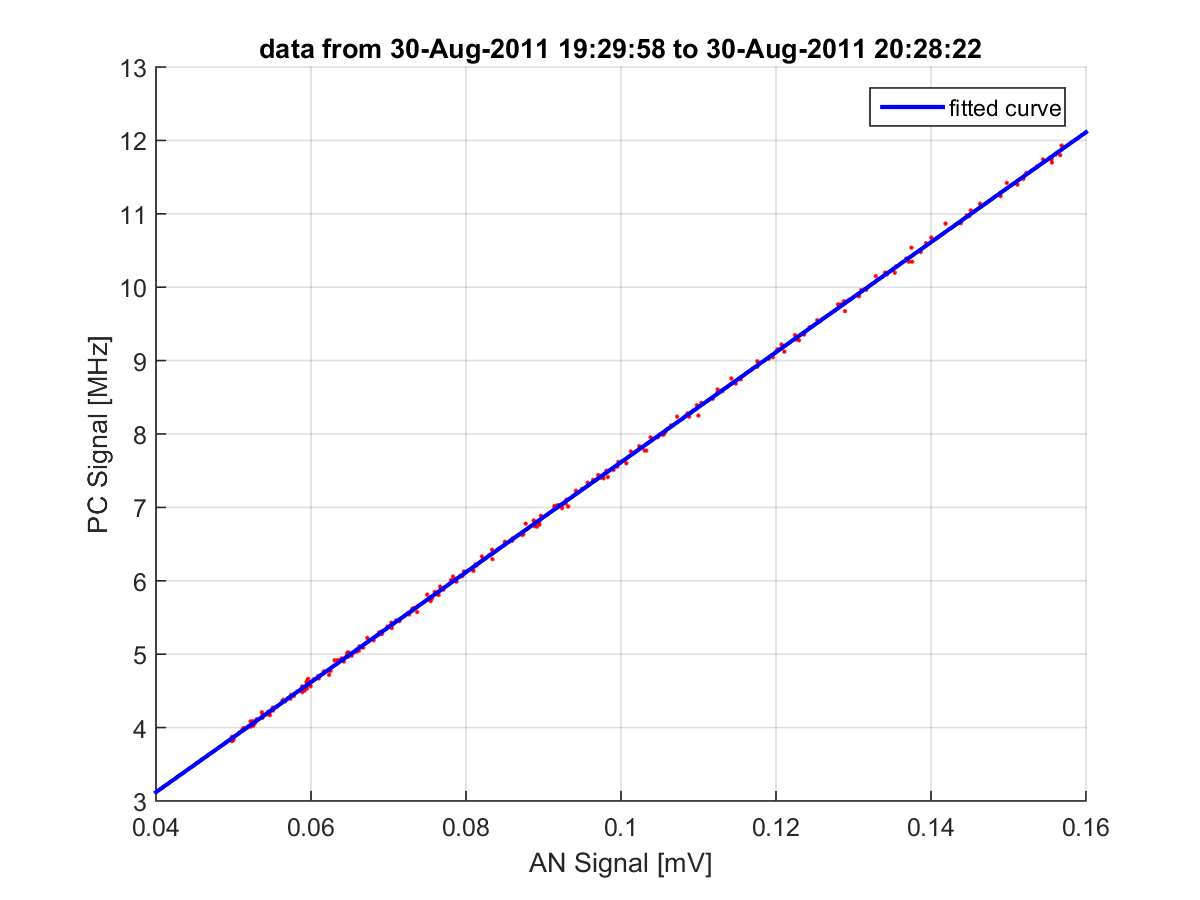 data from 30-Aug-2011 19:29:58 to 30-Aug-2011 20:28:22
fitted curve
13
12
11
10
9
8
7
6
5
4
3
PC Signal [MHz]
0.04 0.06 0.08 0.1 0.12 0.14 0.16
AN Signal [mV]